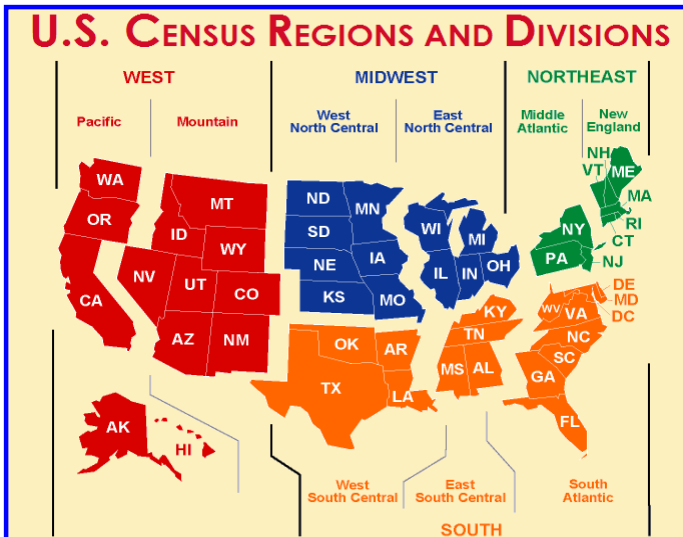 U.S. CENSUS REGIONS AND DIVISIONS
WEST
MIDWEST
NORTHEAST
Pacific
Mountain
West
North Central
East
North Central
Middle
Atlantic
New
England
WA
OR
CA
MT
ID
WY
NV
UT
CO
AZ
NM
AK
HI
ND
SD
NE
KS
MN
IA
MO
WI
MI
IL
IN
OH
NH
VT
ME
MA
RI
CT
NY
PA
NJ
OK
AR
TX
LA
KY
TN
MS
AL
DE
MD
DC
WV
VA
NC
SC
GA
FL
West
South Central
East
South Central
South
Atlantic
SOUTH